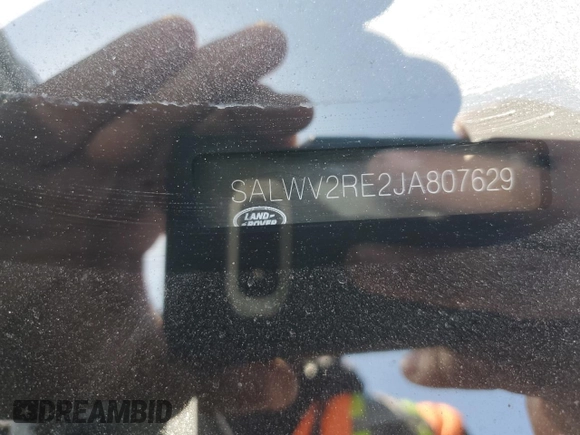 SALWV2RE2JA807629
LAND-
ROVER
DREAMBID